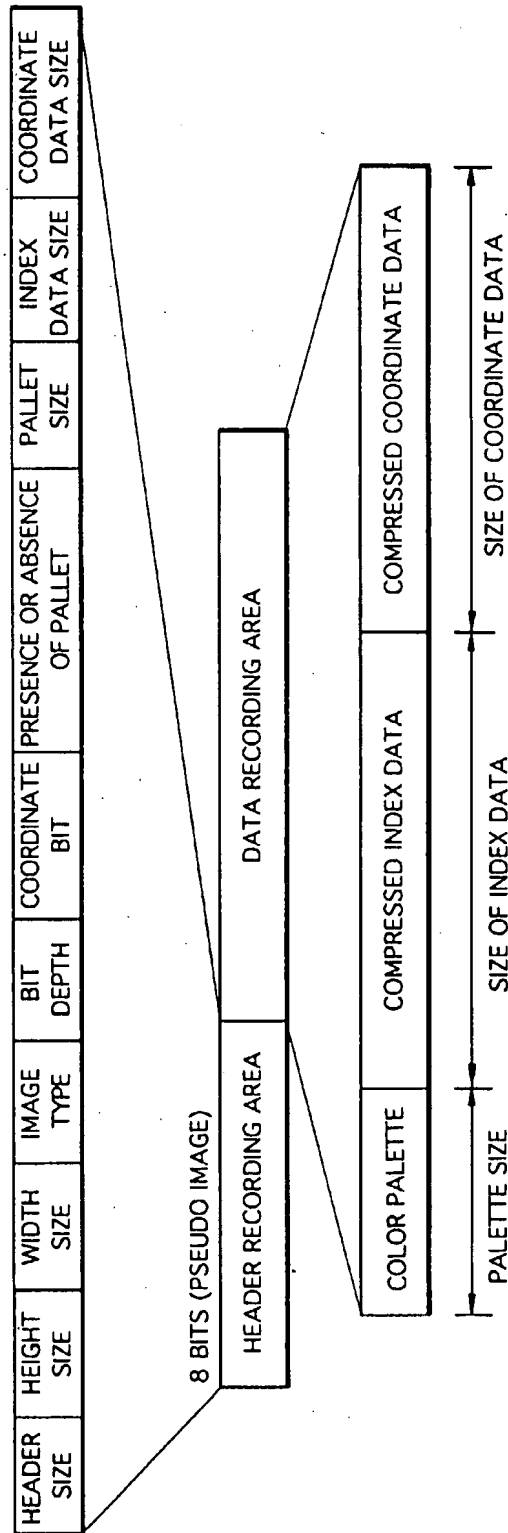 HEADER
SIZE
HEIGHT
SIZE
WIDTH
SIZE
IMAGE
TYPE
BIT
DEPTH
COORDINATE
BIT
PRESENCE OR ABSENCE
OF PALLET
PALLET
SIZE
INDEX
DATA SIZE
COORDINATE
DATA SIZE
8 BITS (PSEUDO IMAGE)
HEADER RECORDING AREA
DATA RECORDING AREA
COLOR PALETTE
COMPRESSED INDEX DATA
COMPRESSED COORDINATE DATA
PALETTE SIZE
SIZE OF INDEX DATA
SIZE OF COORDINATE DATA